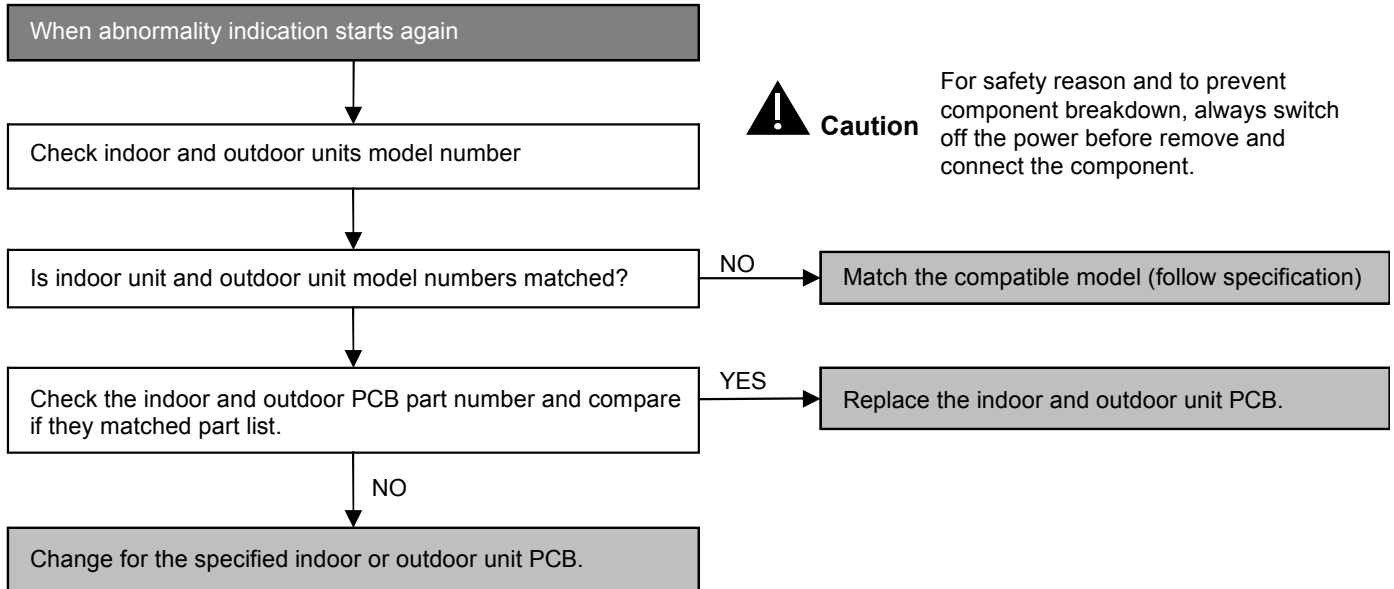 When abnormality indication starts again
Caution
For safety reason and to prevent
component breakdown, always switch
off the power before remove and
connect the component.
Check indoor and outdoor units model number
Is indoor unit and outdoor unit model numbers matched?
NO
Match the compatible model (follow specification)
Check the indoor and outdoor PCB part number and compare
if they matched part list.
YES
Replace the indoor and outdoor unit PCB.
NO
Change for the specified indoor or outdoor unit PCB.